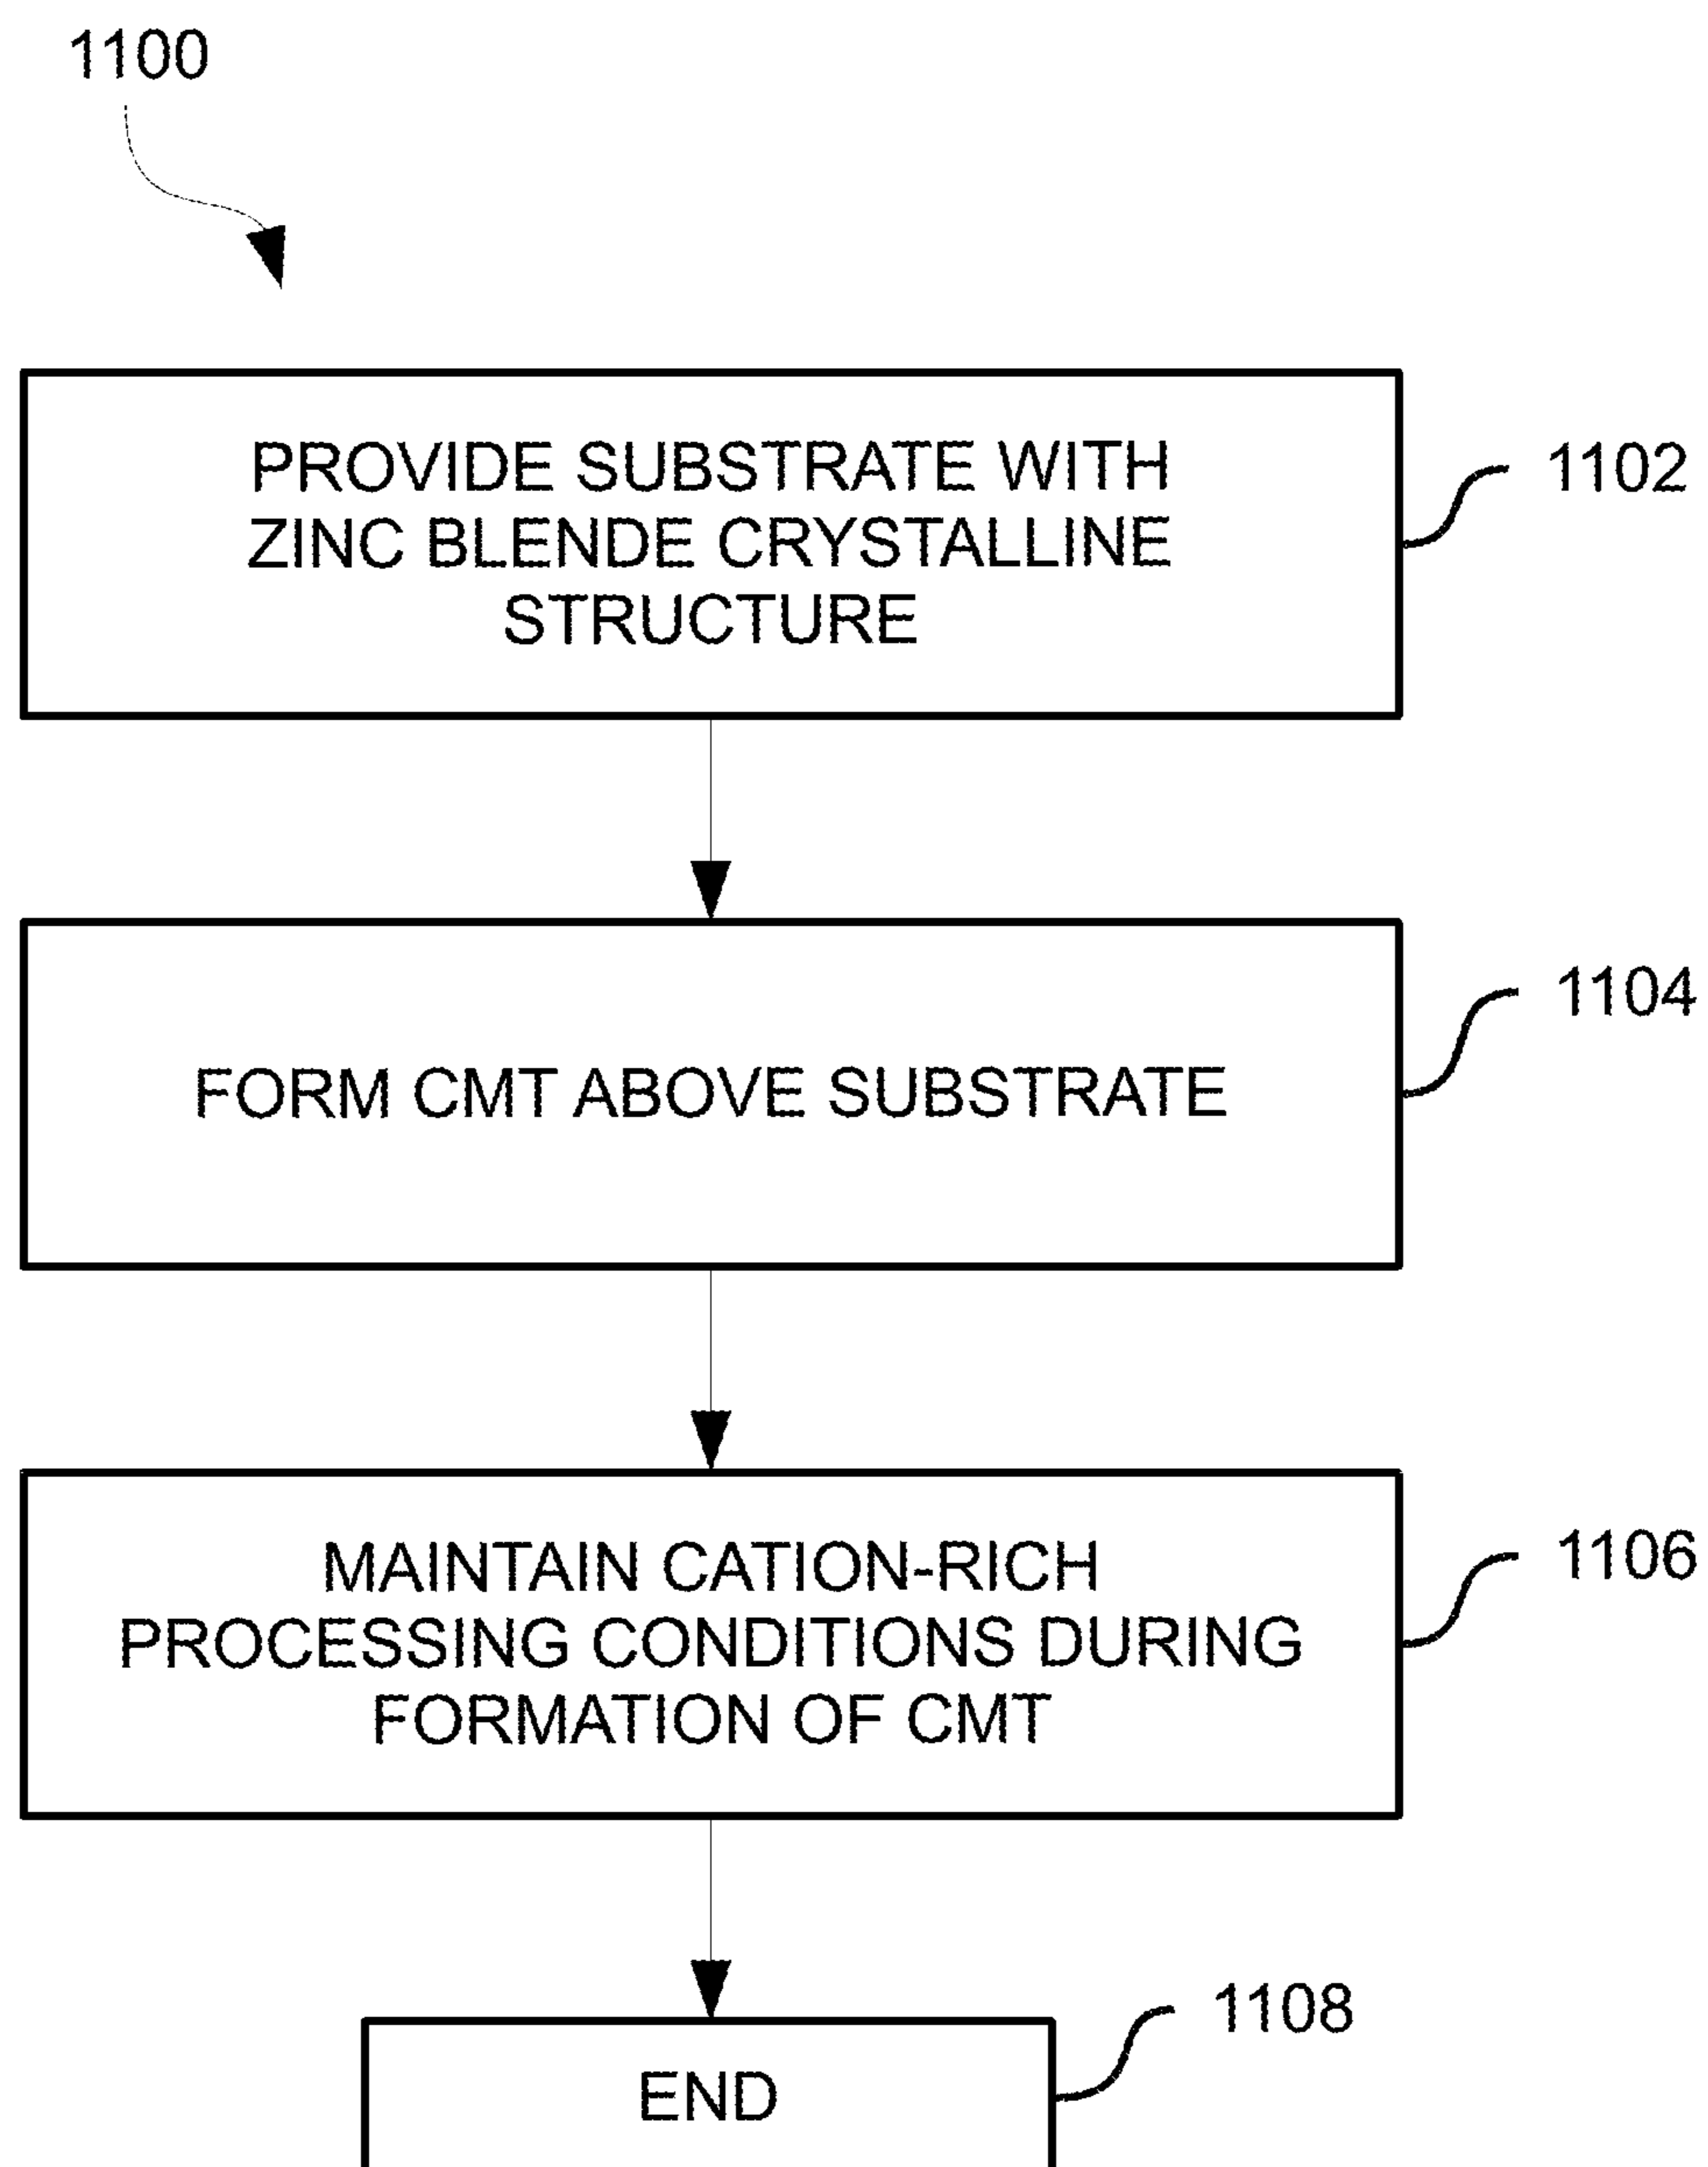 1100
PROVIDE SUBSTRATE WITH
ZINC BLENDE CRYSTALLINE
STRUCTURE
1102
FORM CMT ABOVE SUBSTRATE
1104
MAINTAIN CATION-RICH
PROCESSING CONDITIONS DURING
FORMATION OF CMT
1106
END
1108